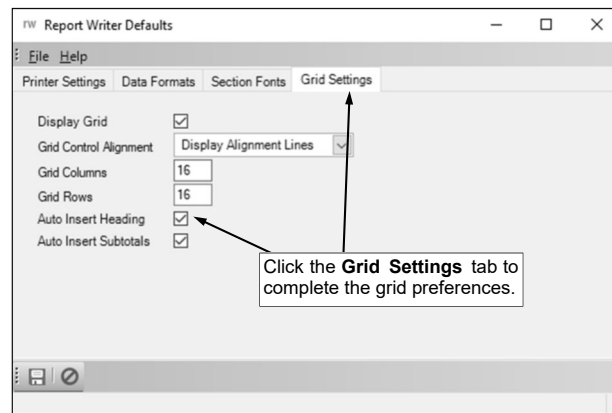 rw Report Writer Defaults
File Help
Printer Settings Data Formats Section Fonts Grid Settings
Display Grid
Grid Control Alignment Display Alignment Lines
Grid Columns 16
Grid Rows 16
Auto Insert Heading
Auto Insert Subtotals
Click the Grid Settings tab to
complete the grid preferences.